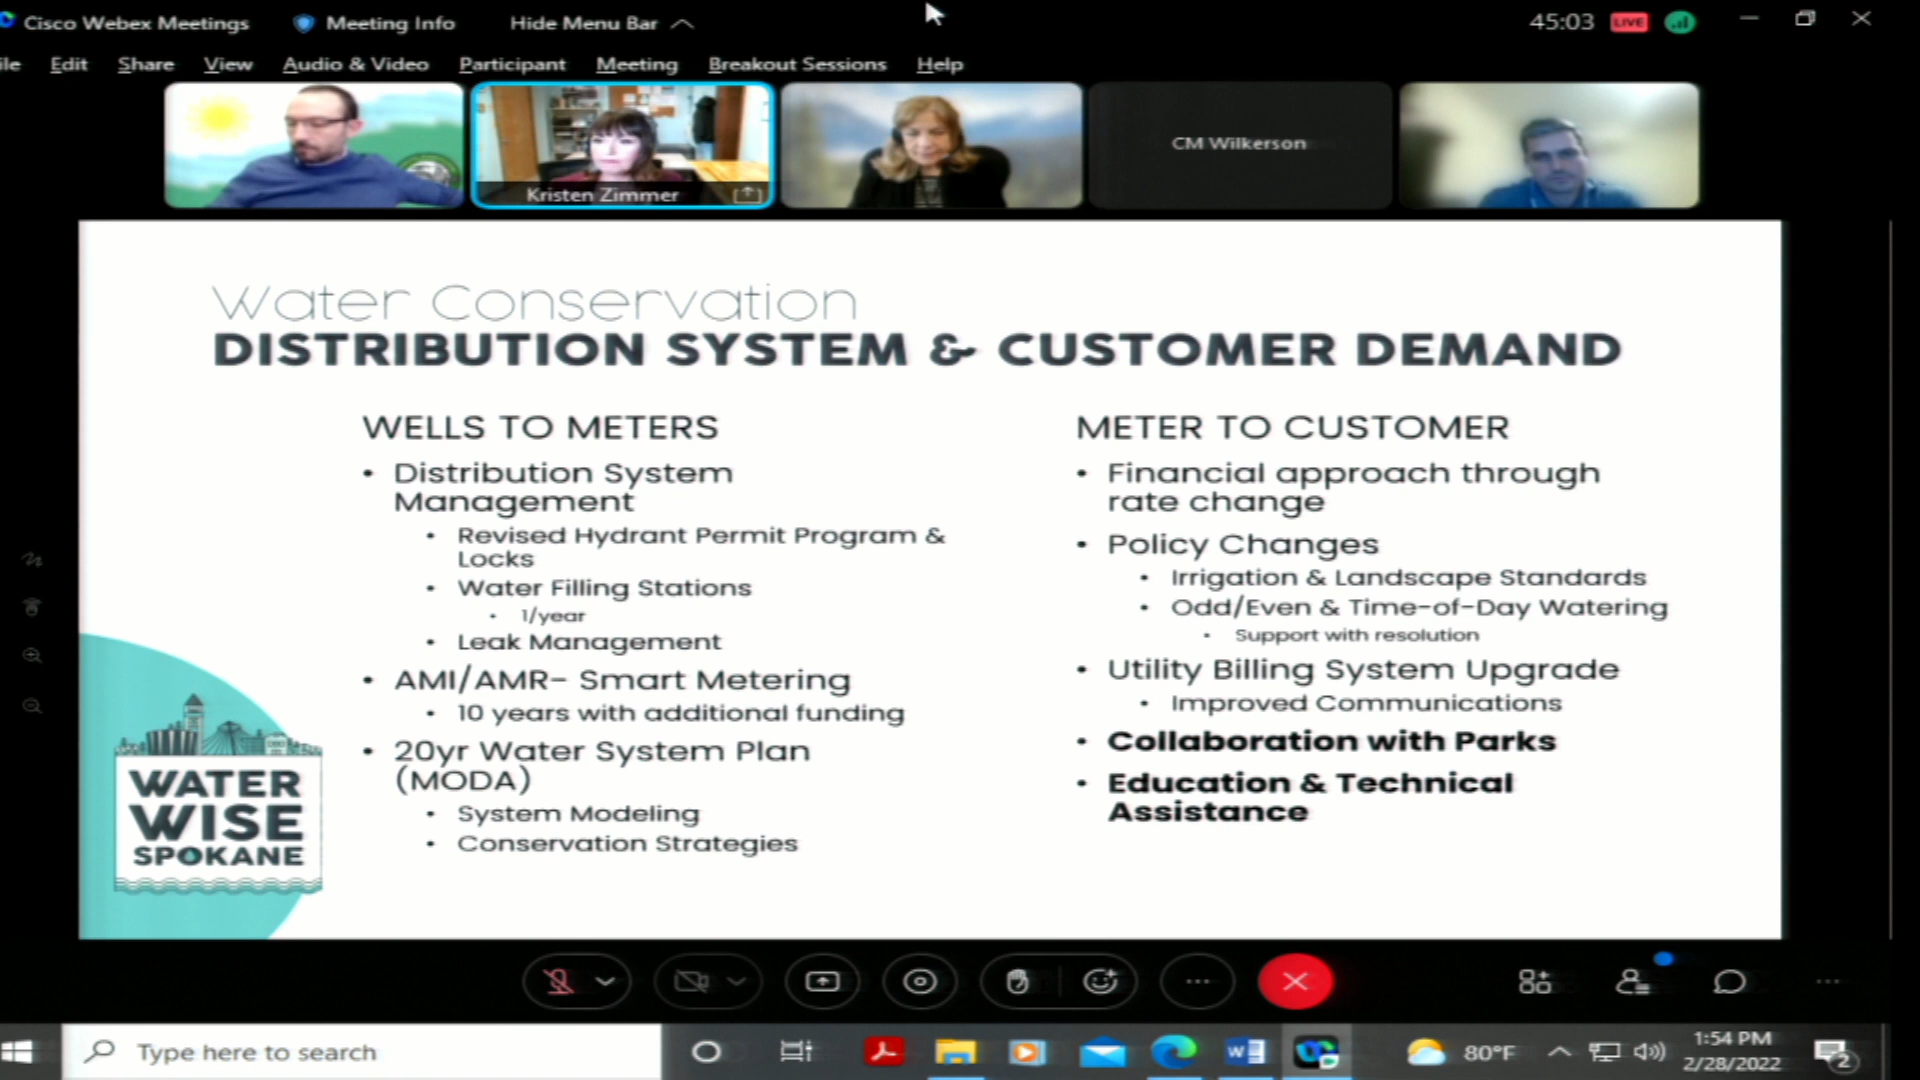 Cisco Webex Meetings
Meeting Info
Hide Menu Bar
45:03
LIVE
ile Edit Share View Audio & Video Participant Meeting Breakout Sessions Help
Kristen Zimmer
CM Wilkerson
Water Conservation
DISTRIBUTION SYSTEM & CUSTOMER DEMAND
WELLS TO METERS
• Distribution System
Management
• Revised Hydrant Permit Program &
Locks
• Water Filling Stations
• 1/year
• Leak Management
• AMI/AMR- Smart Metering
• 10 years with additional funding
• 20yr Water System Plan
(MODA)
• System Modeling
• Conservation Strategies
METER TO CUSTOMER
• Financial approach through
rate change
• Policy Changes
• Irrigation & Landscape Standards
• Odd/Even & Time-of-Day Watering
• Support with resolution
• Utility Billing System Upgrade
• Improved Communications
• Collaboration with Parks
• Education & Technical
Assistance
WATER
WISE
SPOKANE
Type here to search
80°F
1:54 PM
2/28/2022
2